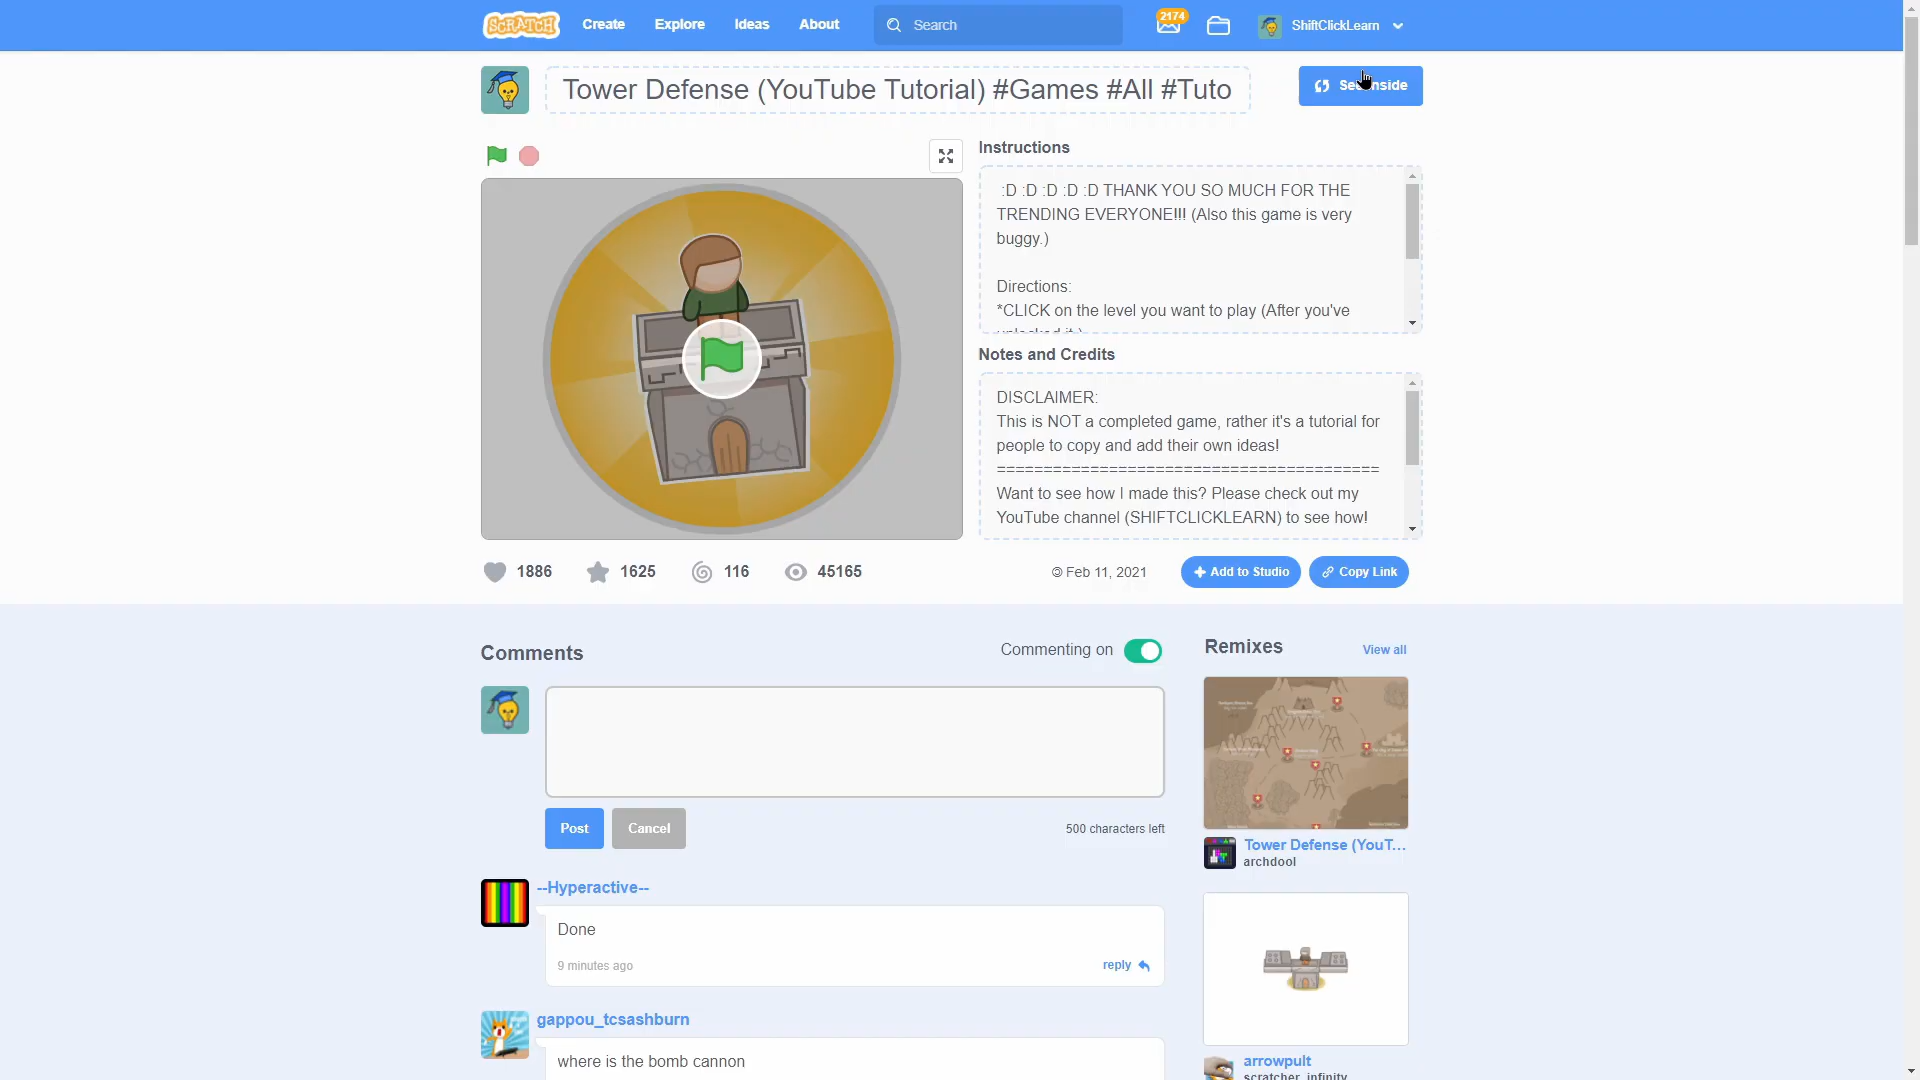 SCRATCH Create Explore Ideas About Search 2174 ShiftClickLearn
Tower Defense (YouTube Tutorial) #Games #All #Tuto
Instructions
:D :D :D :D :D THANK YOU SO MUCH FOR THE
TRENDING EVERYONE!!! (Also this game is very
buggy.)
Directions:
*CLICK on the level you want to play (After you've
Notes and Credits
DISCLAIMER:
This is NOT a completed game, rather it's a tutorial for
people to copy and add their own ideas!
=========================================
Want to see how I made this? Please check out my
YouTube channel (SHIFTCLICKLEARN) to see how!
1886 1625 116 45165
© Feb 11, 2021 Add to Studio Copy Link
Comments
Commenting on
Post Cancel 500 characters left
--Hyperactive--
Done
9 minutes ago reply
gappou_tcsashburn
where is the bomb cannon
Remixes View all
Tower Defense (YouT...
archdool
arrowpult
scratcher_infinity